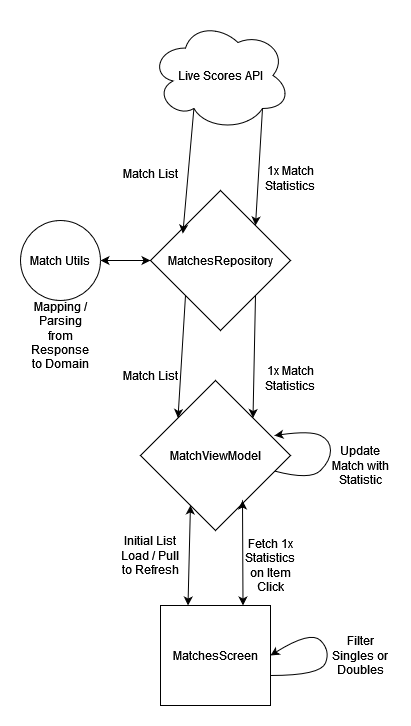 Live Scores API
Match List
1x Match
Statistics
MatchesRepository
Match Utils
Mapping /
Parsing
from
Response
to Domain
Match List
1x Match
Statistics
MatchViewModel
Update
Match with
Statistic
Initial List
Load / Pull
to Refresh
Fetch 1x
Statistics
on Item
Click
MatchesScreen
Filter
Singles or
Doubles